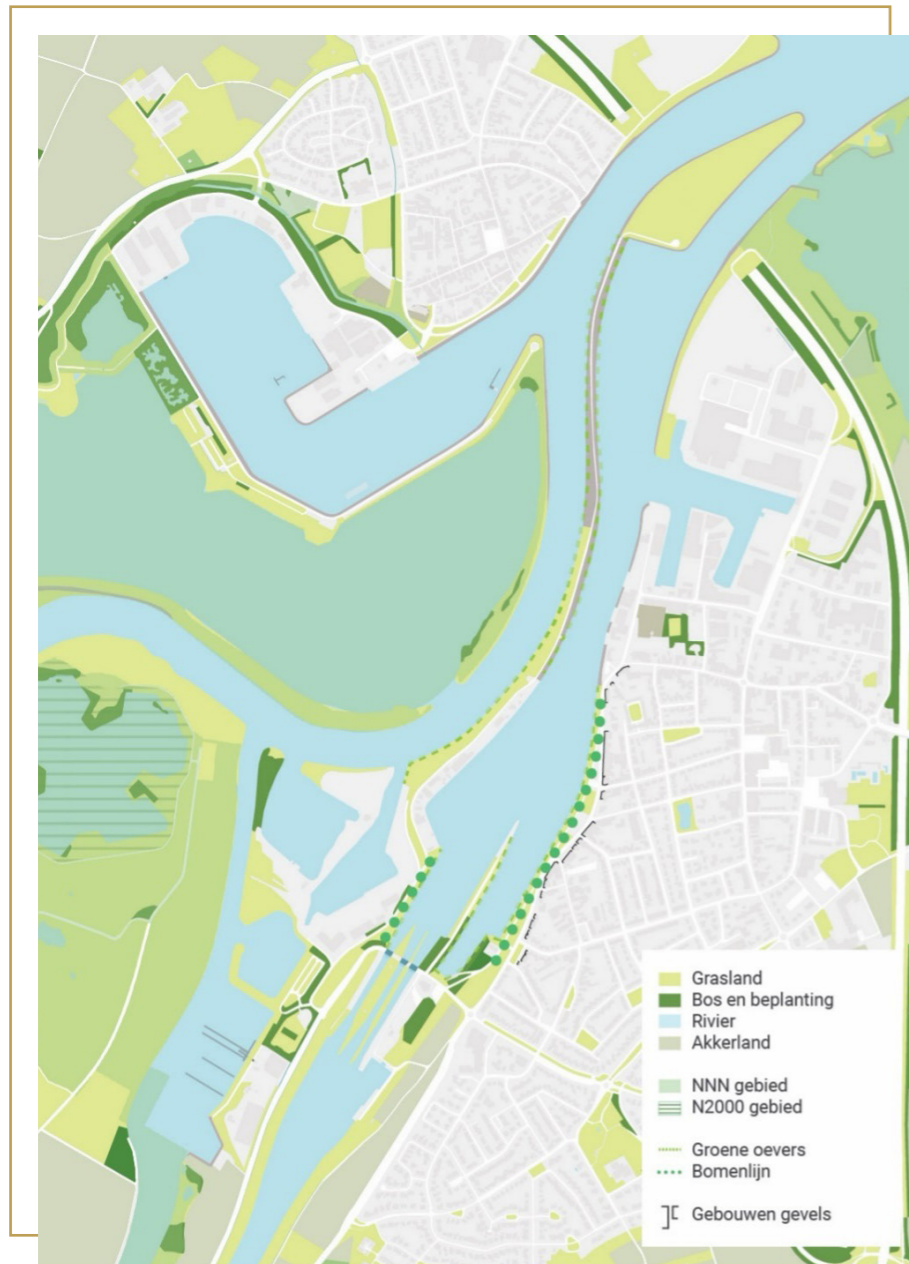 Grasland
Bos en beplanting
Rivier
Akkerland
NNN gebied
N2000 gebied
Groene oevers
Bomenlijn
Gebouwen gevels